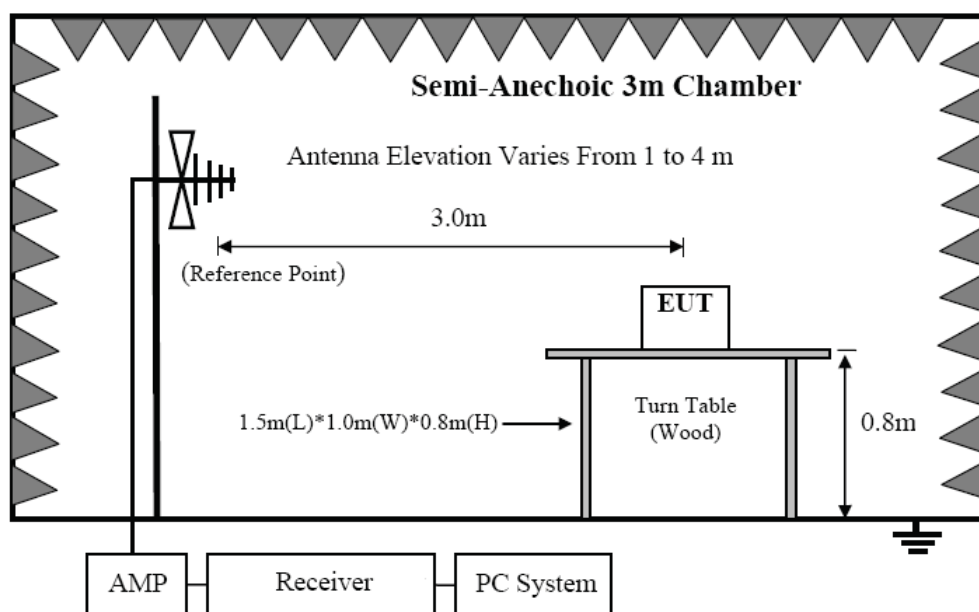 Semi-Anechoic 3m Chamber
Antenna Elevation Varies From 1 to 4 m
3.0m
(Reference Point)
EUT
1.5m(L)*1.0m(W)*0.8m(H)
Turn Table
(Wood)
0.8m
AMP
Receiver
PC System